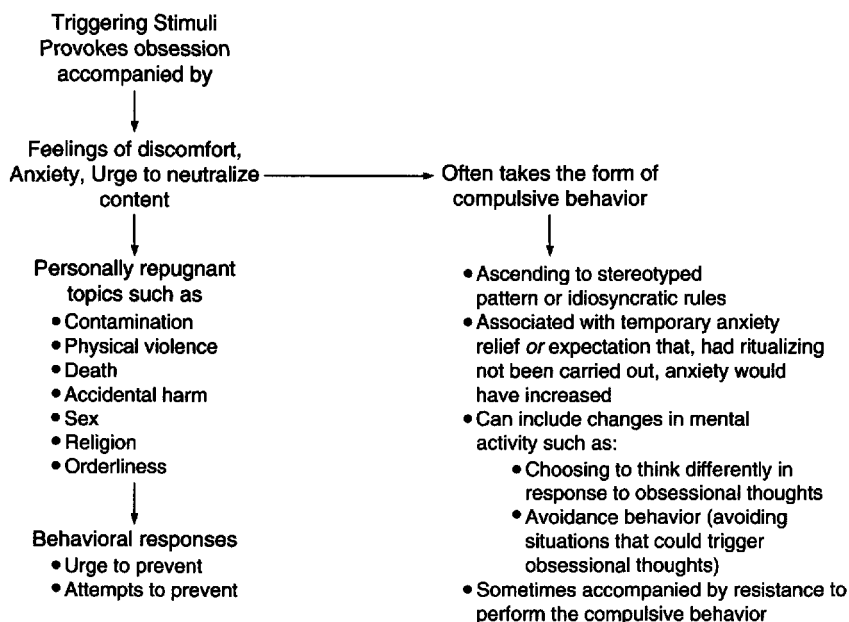 Triggering Stimuli
Provokes obsession
accompanied by
Feelings of discomfort,
Anxiety, Urge to neutralize
content
Personally repugnant
topics such as
• Contamination
• Physical violence
• Death
• Accidental harm
• Sex
• Religion
• Orderliness
Behavioral responses
• Urge to prevent
• Attempts to prevent
Often takes the form of
compulsive behavior
• Ascending to stereotyped
pattern or idiosyncratic rules
• Associated with temporary anxiety
relief or expectation that, had ritualizing
not been carried out, anxiety would
have increased
• Can include changes in mental
activity such as:
• Choosing to think differently in
response to obsessional thoughts
• Avoidance behavior (avoiding
situations that could trigger
obsessional thoughts)
• Sometimes accompanied by resistance to
perform the compulsive behavior